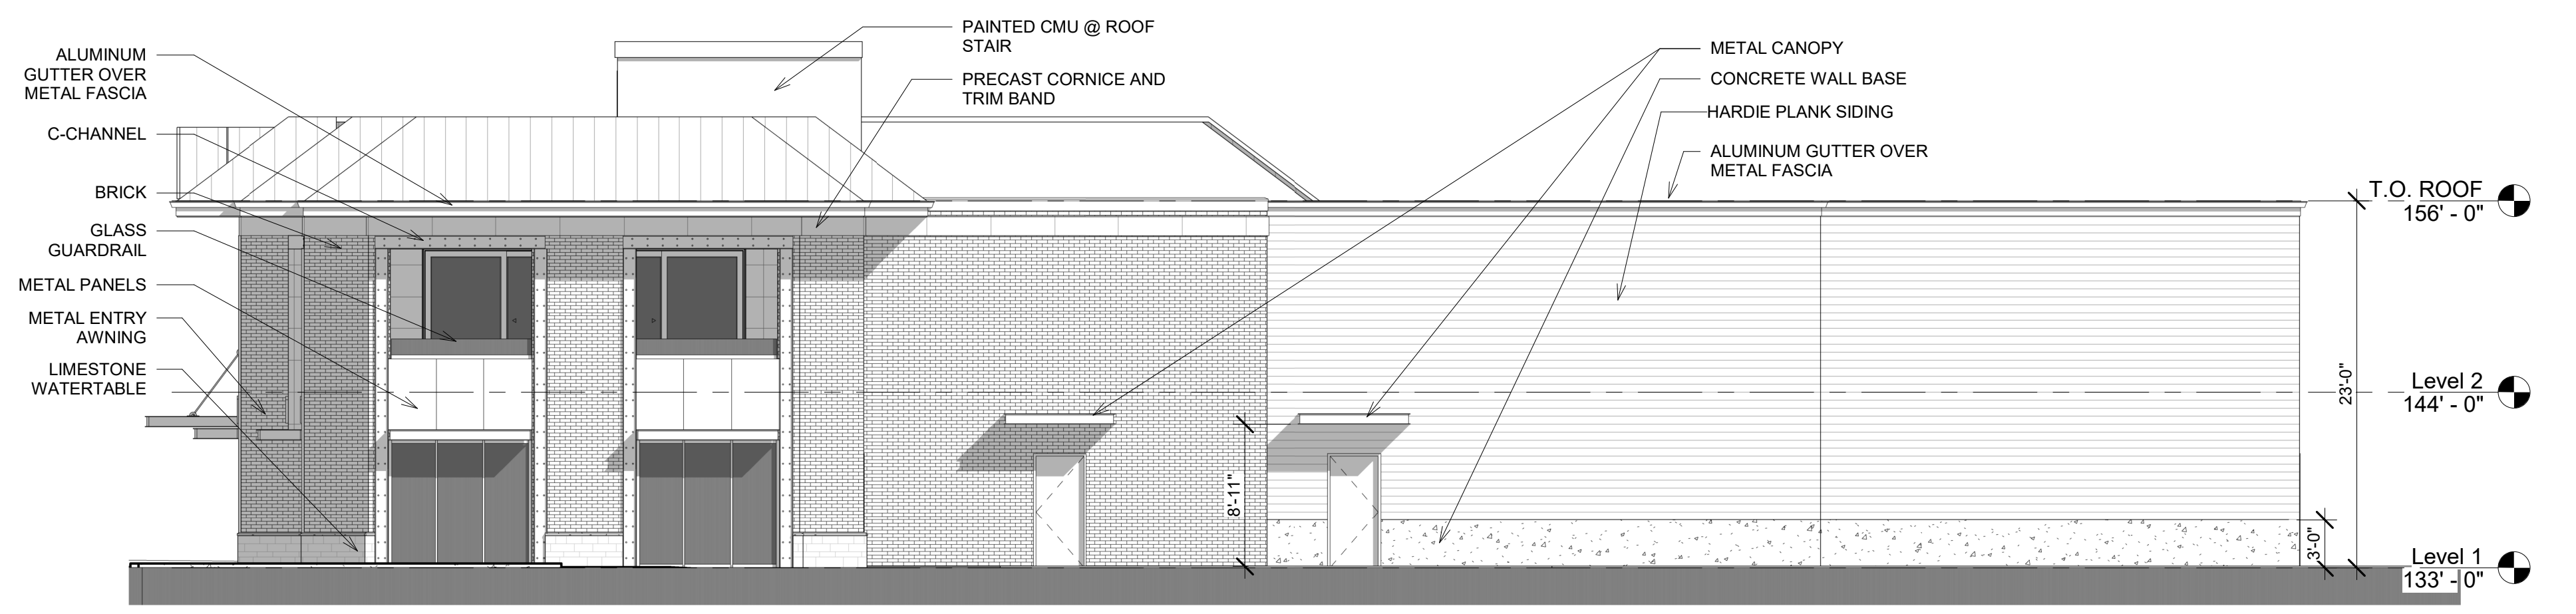 ALUMINUM
GUTTER OVER
METAL FASCIA
C-CHANNEL
BRICK
GLASS
GUARDRAIL
METAL PANELS
METAL ENTRY
AWNING
LIMESTONE
WATERTABLE
PAINTED CMU @ ROOF
STAIR
PRECAST CORNICE AND
TRIM BAND
METAL CANOPY
CONCRETE WALL BASE
HARDIE PLANK SIDING
ALUMINUM GUTTER OVER
METAL FASCIA
8'-11"
23'-0"
3'-0"
T.O. ROOF
156' - 0"
Level 2
144' - 0"
Level 1
133' - 0"